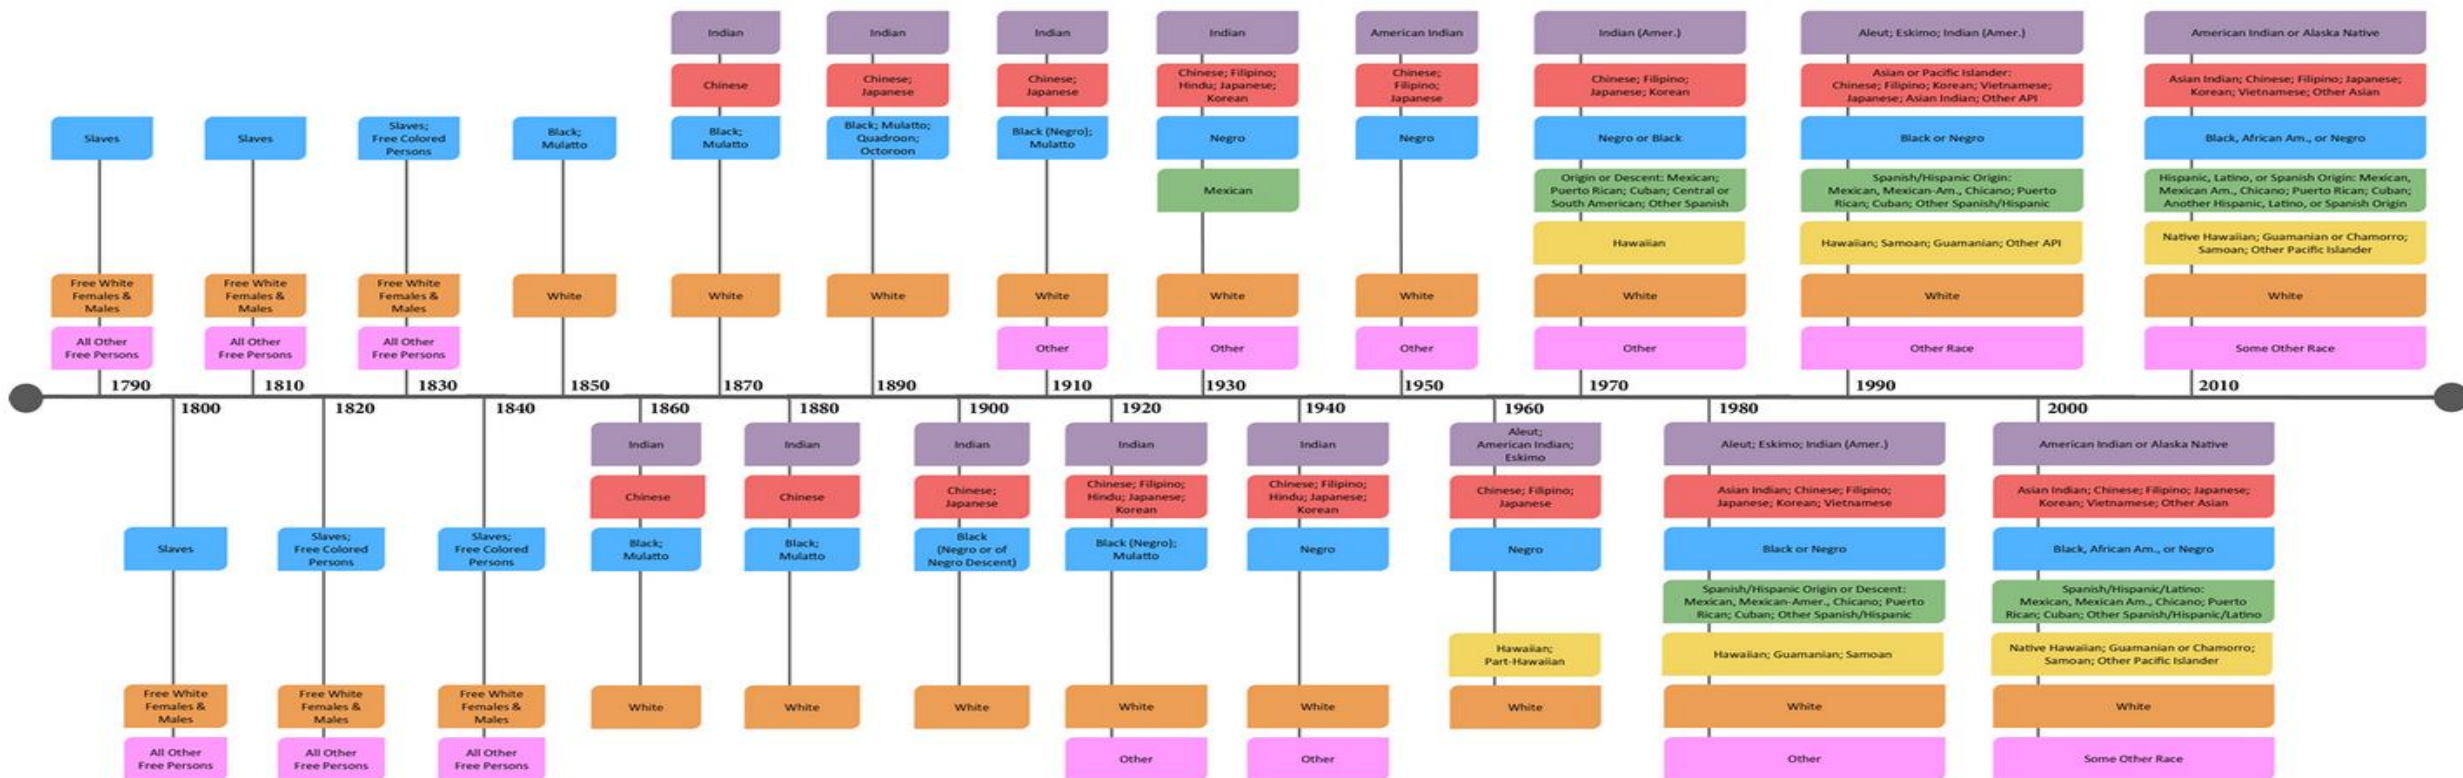 Indian
Indian
Indian
Indian
American Indian
Indian (Amer.)
Aleut; Eskimo; Indian (Amer.)
American Indian or Alaska Native
Chinese
Chinese;
Japanese
Chinese;
Japanese
Chinese; Filipino;
Hindu; Japanese;
Korean
Chinese;
Filipino;
Japanese
Chinese; Filipino;
Japanese; Korean
Asian or Pacific Islander:
Chinese; Filipino; Korean; Vietnamese;
Japanese; Asian Indian; Other API
Asian Indian; Chinese; Filipino; Japanese;
Korean; Vietnamese; Other Asian
Slaves
Slaves
Slaves;
Free Colored
Persons
Black;
Mulatto
Black;
Mulatto
Black; Mulatto;
Quadroon;
Octoroon
Black (Negro);
Mulatto
Negro
Negro
Negro or Black
Black or Negro
Black, African Am., or Negro
Mexican
Origin or Descent: Mexican;
Puerto Rican; Cuban; Central or
South American; Other Spanish
Spanish/Hispanic Origin:
Mexican, Mexican-Am., Chicano; Puerto
Rican; Cuban; Other Spanish/Hispanic
Hispanic, Latino, or Spanish Origin: Mexican,
Mexican Am., Chicano; Puerto Rican; Cuban;
Another Hispanic, Latino, or Spanish Origin
Hawaiian
Hawaiian; Samoan; Guamanian; Other API
Native Hawaiian; Guamanian or Chamorro;
Samoan; Other Pacific Islander
Free White
Females &
Males
Free White
Females &
Males
Free White
Females &
Males
White
White
White
White
White
White
White
White
White
All Other
Free Persons
All Other
Free Persons
All Other
Free Persons
Other
Other
Other
Other
Other Race
Some Other Race
1790
1810
1830
1850
1870
1890
1910
1930
1950
1970
1990
2010
1800
1820
1840
1860
1880
1900
1920
1940
1960
1980
2000
Indian
Indian
Indian
Indian
Indian
Aleut;
American Indian;
Eskimo
Aleut; Eskimo; Indian (Amer.)
American Indian or Alaska Native
Chinese
Chinese
Chinese;
Japanese
Chinese; Filipino;
Hindu; Japanese;
Korean
Chinese; Filipino;
Hindu; Japanese;
Korean
Chinese; Filipino;
Japanese
Asian Indian; Chinese; Filipino;
Japanese; Korean; Vietnamese
Asian Indian; Chinese; Filipino; Japanese;
Korean; Vietnamese; Other Asian
Slaves
Slaves;
Free Colored
Persons
Slaves;
Free Colored
Persons
Black;
Mulatto
Black;
Mulatto
Black
(Negro or of
Negro Descent)
Black (Negro);
Mulatto
Negro
Negro
Black or Negro
Black, African Am., or Negro
Spanish/Hispanic Origin or Descent:
Mexican, Mexican-Amer., Chicano; Puerto
Rican; Cuban; Other Spanish/Hispanic
Spanish/Hispanic/Latino:
Mexican, Mexican Am., Chicano; Puerto
Rican; Cuban; Other Spanish/Hispanic/Latino
Hawaiian;
Part-Hawaiian
Hawaiian; Guamanian; Samoan
Native Hawaiian; Guamanian or Chamorro;
Samoan; Other Pacific Islander
Free White
Females &
Males
Free White
Females &
Males
Free White
Females &
Males
White
White
White
White
White
White
White
White
All Other
Free Persons
All Other
Free Persons
All Other
Free Persons
Other
Other
Other
Some Other Race